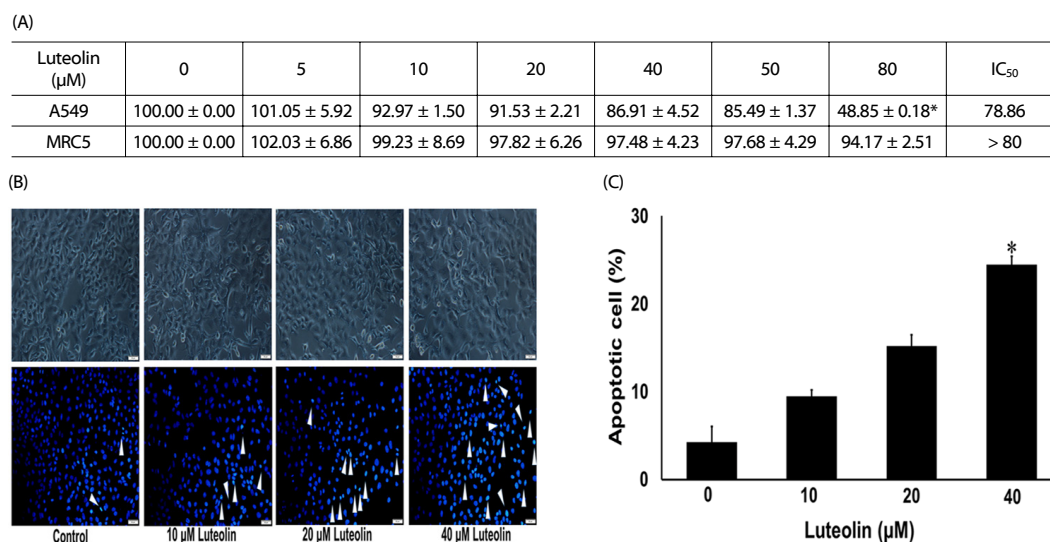 (A)
Luteolin (μM) 0 5 10 20 40 50 80 IC₅₀
A549 100.00 ± 0.00 101.05 ± 5.92 92.97 ± 1.50 91.53 ± 2.21 86.91 ± 4.52 85.49 ± 1.37 48.85 ± 0.18* 78.86
MRC5 100.00 ± 0.00 102.03 ± 6.86 99.23 ± 8.69 97.82 ± 6.26 97.48 ± 4.23 97.68 ± 4.29 94.17 ± 2.51 > 80
(B)
Control 10 μM Luteolin 20 μM Luteolin 40 μM Luteolin
(C)
Apoptotic cell (%)
30
20
10
0
*
0 10 20 40
Luteolin (μM)